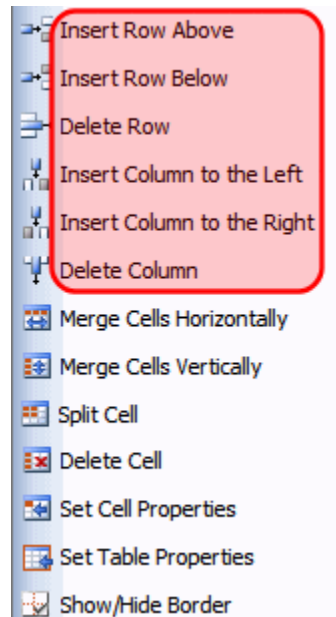 Insert Row Above
Insert Row Below
Delete Row
Insert Column to the Left
Insert Column to the Right
Delete Column
Merge Cells Horizontally
Merge Cells Vertically
Split Cell
Delete Cell
Set Cell Properties
Set Table Properties
Show/Hide Border